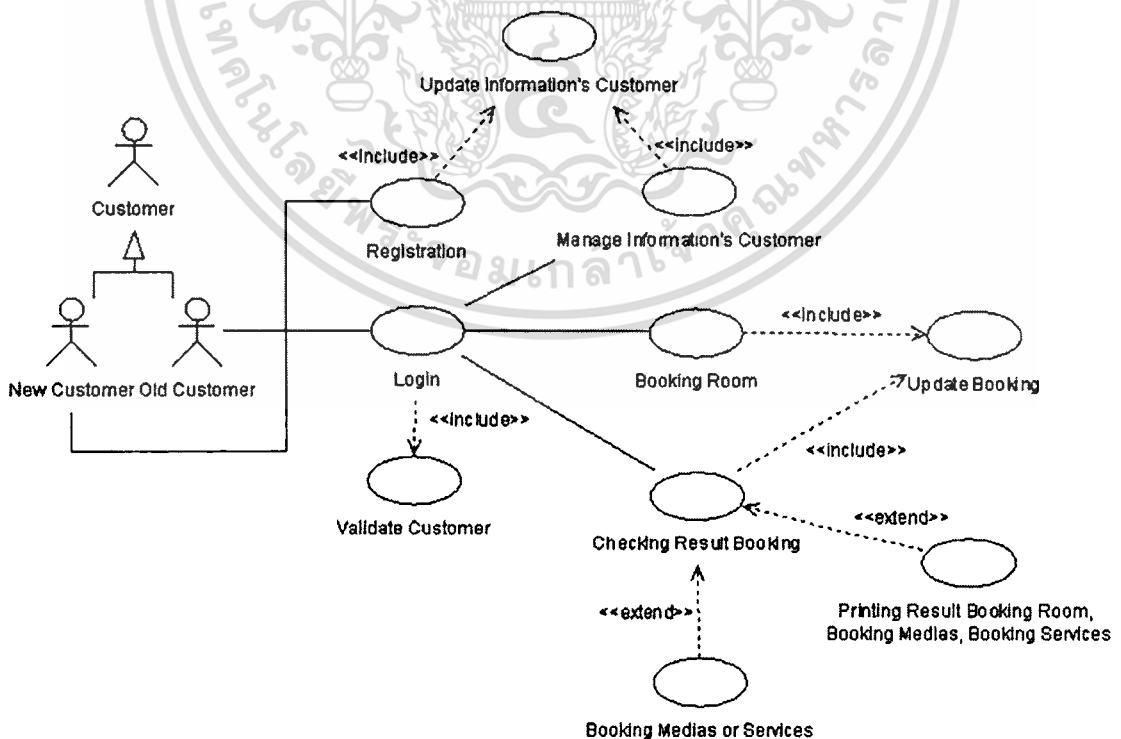 Update Information's Customer
<<include>>
<<include>>
Customer
Registration
Manage Information's Customer
<<include>>
New Customer
Old Customer
Login
Booking Room
Update Booking
<<include>>
<<include>>
Validate Customer
Checking Result Booking
<<extend>>
<<extend>>
Printing Result Booking Room,
Booking Medias, Booking Services
Booking Medias or Services